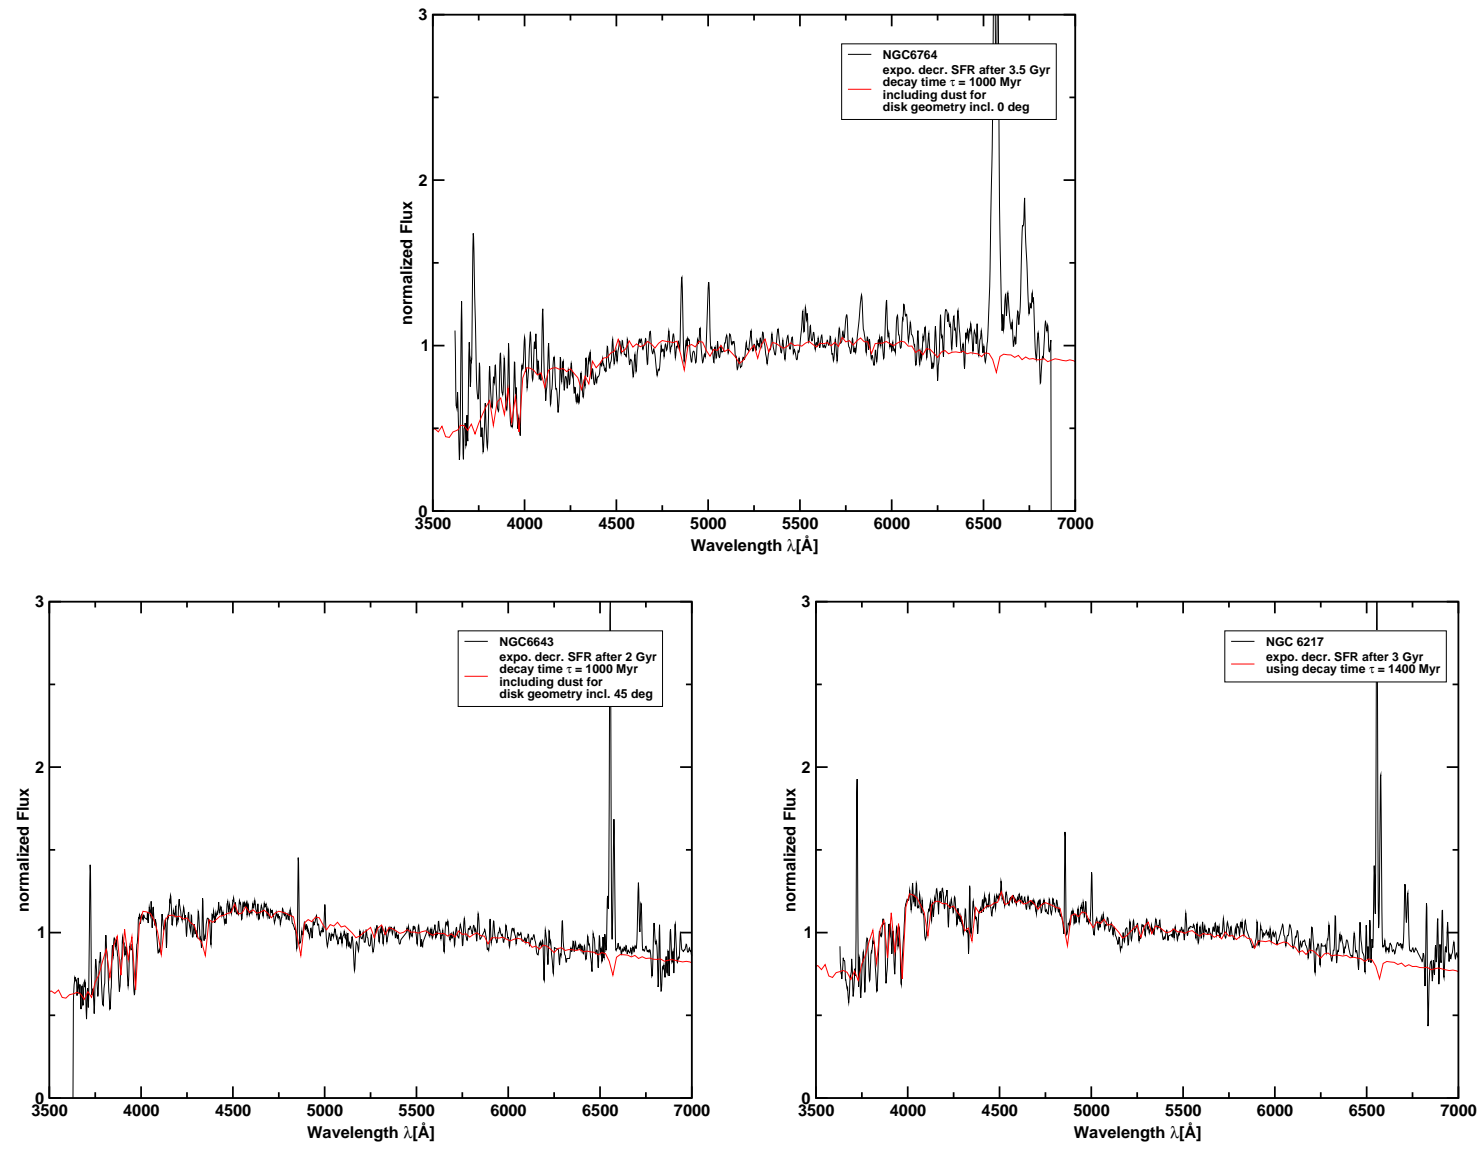 3
2
1
0
normalized Flux
NGC6764
expo. decr. SFR after 3.5 Gyr
decay time τ = 1000 Myr
including dust for
disk geometry incl. 0 deg
3500 4000 4500 5000 5500 6000 6500 7000
Wavelength λ[Å]
3
2
1
0
normalized Flux
NGC6643
expo. decr. SFR after 2 Gyr
decay time τ = 1000 Myr
including dust for
disk geometry incl. 45 deg
3500 4000 4500 5000 5500 6000 6500 7000
Wavelength λ[Å]
3
2
1
0
normalized Flux
NGC 6217
expo. decr. SFR after 3 Gyr
using decay time τ = 1400 Myr
3500 4000 4500 5000 5500 6000 6500 7000
Wavelength λ[Å]